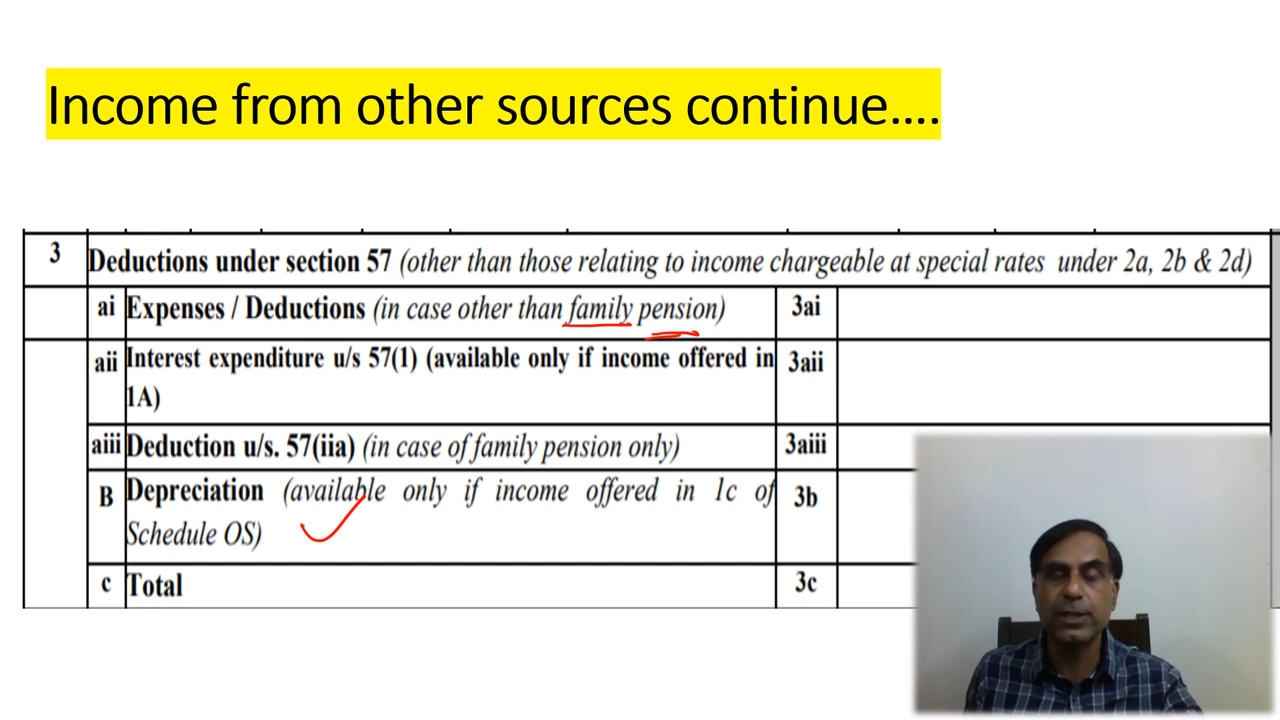 Income from other sources continue....
3 Deductions under section 57 (other than those relating to income chargeable at special rates under 2a, 2b & 2d)
ai Expenses / Deductions (in case other than family pension) 3ai
aii Interest expenditure u/s 57(1) (available only if income offered in 3aii
1A)
aiii Deduction u/s. 57(iia) (in case of family pension only) 3aiii
B Depreciation (available only if income offered in 1c of 3b
Schedule OS)
c Total 3c